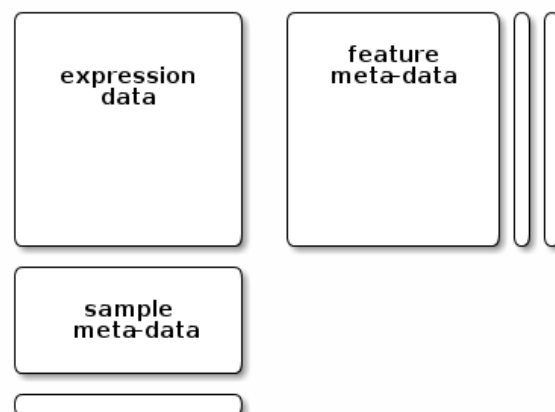 expression
data
feature
meta-data
sample
meta-data